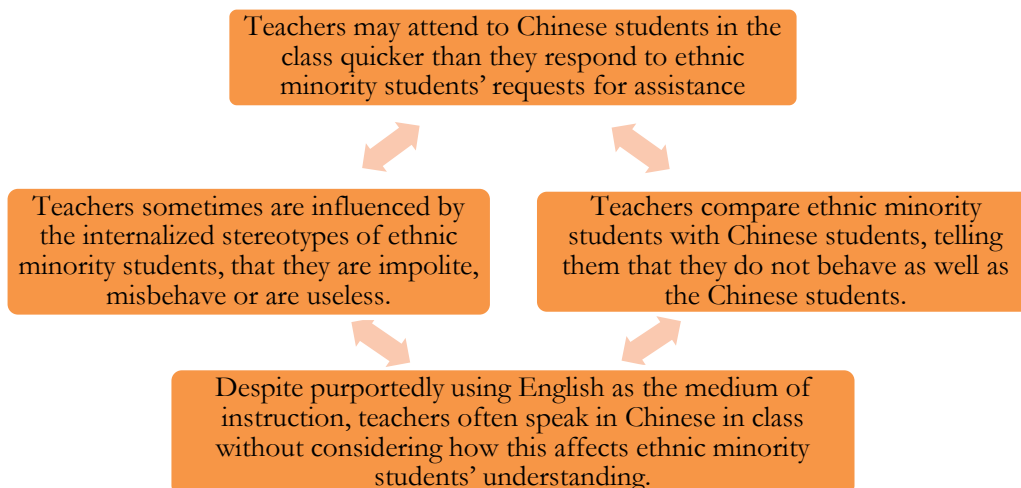 Teachers may attend to Chinese students in the
class quicker than they respond to ethnic
minority students’ requests for assistance
Teachers sometimes are influenced by
the internalized stereotypes of ethnic
minority students, that they are impolite,
misbehave or are useless.
Teachers compare ethnic minority
students with Chinese students, telling
them that they do not behave as well as
the Chinese students.
Despite purportedly using English as the medium of
instruction, teachers often speak in Chinese in class
without considering how this affects ethnic minority
students’ understanding.